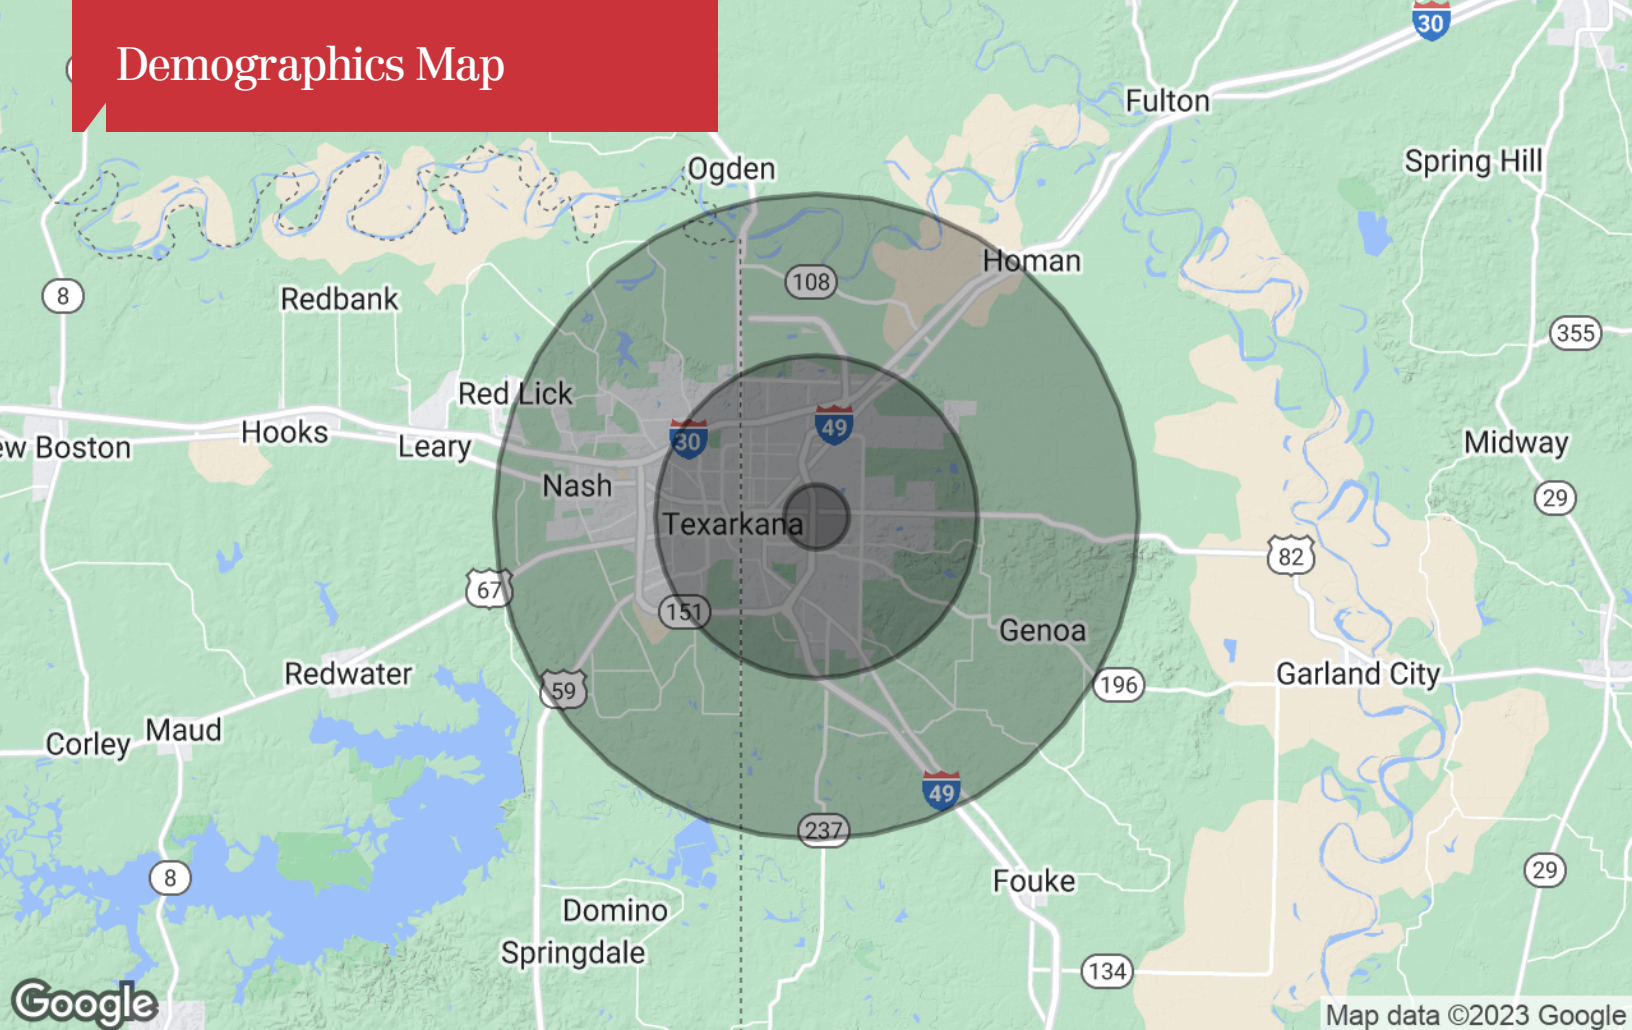 Demographics Map
30
Fulton
Spring Hill
Ogden
Homan
108
8
Redbank
355
Red Lick
49
30
Hooks
Leary
ew Boston
Midway
Nash
29
Texarkana
82
67
151
Genoa
Redwater
59
196
Garland City
Maud
Corley
49
237
8
Fouke
29
Domino
Springdale
134
Google
Map data ©2023 Google